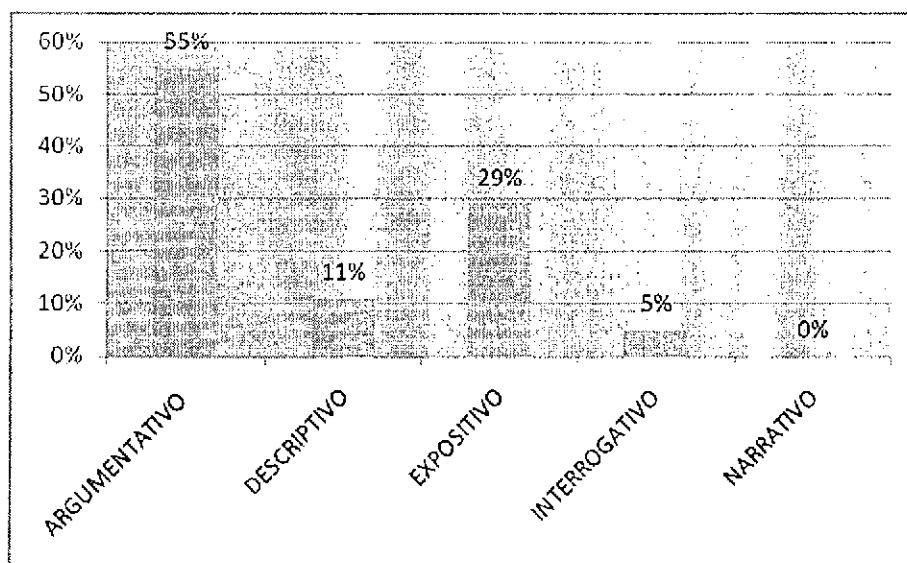 60%
55%
50%
40%
30%
29%
20%
11%
10%
5%
0%
0%
ARGUMENTATIVO
DESCRIPTIVO
EXPOSITIVO
INTERROGATIVO
NARRATIVO